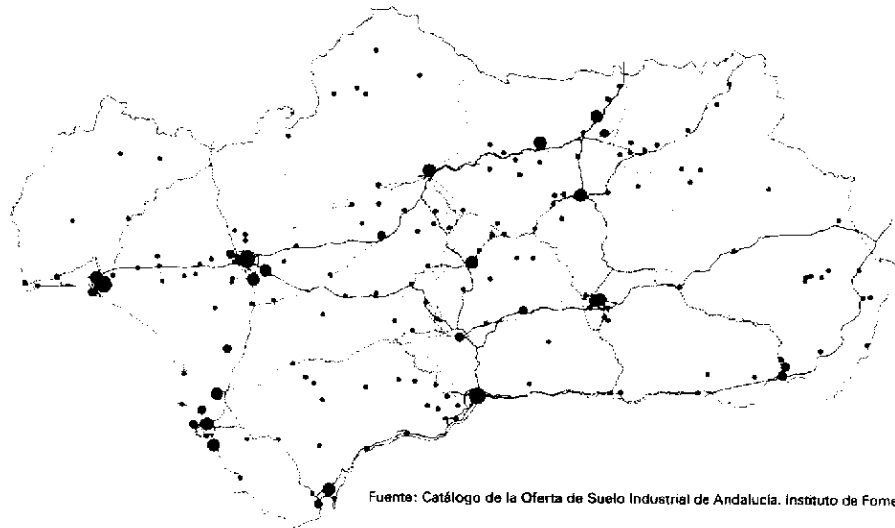 Fuente: Catálogo de la Oferta de Suelo Industrial de Andalucía. Instituto de Fome